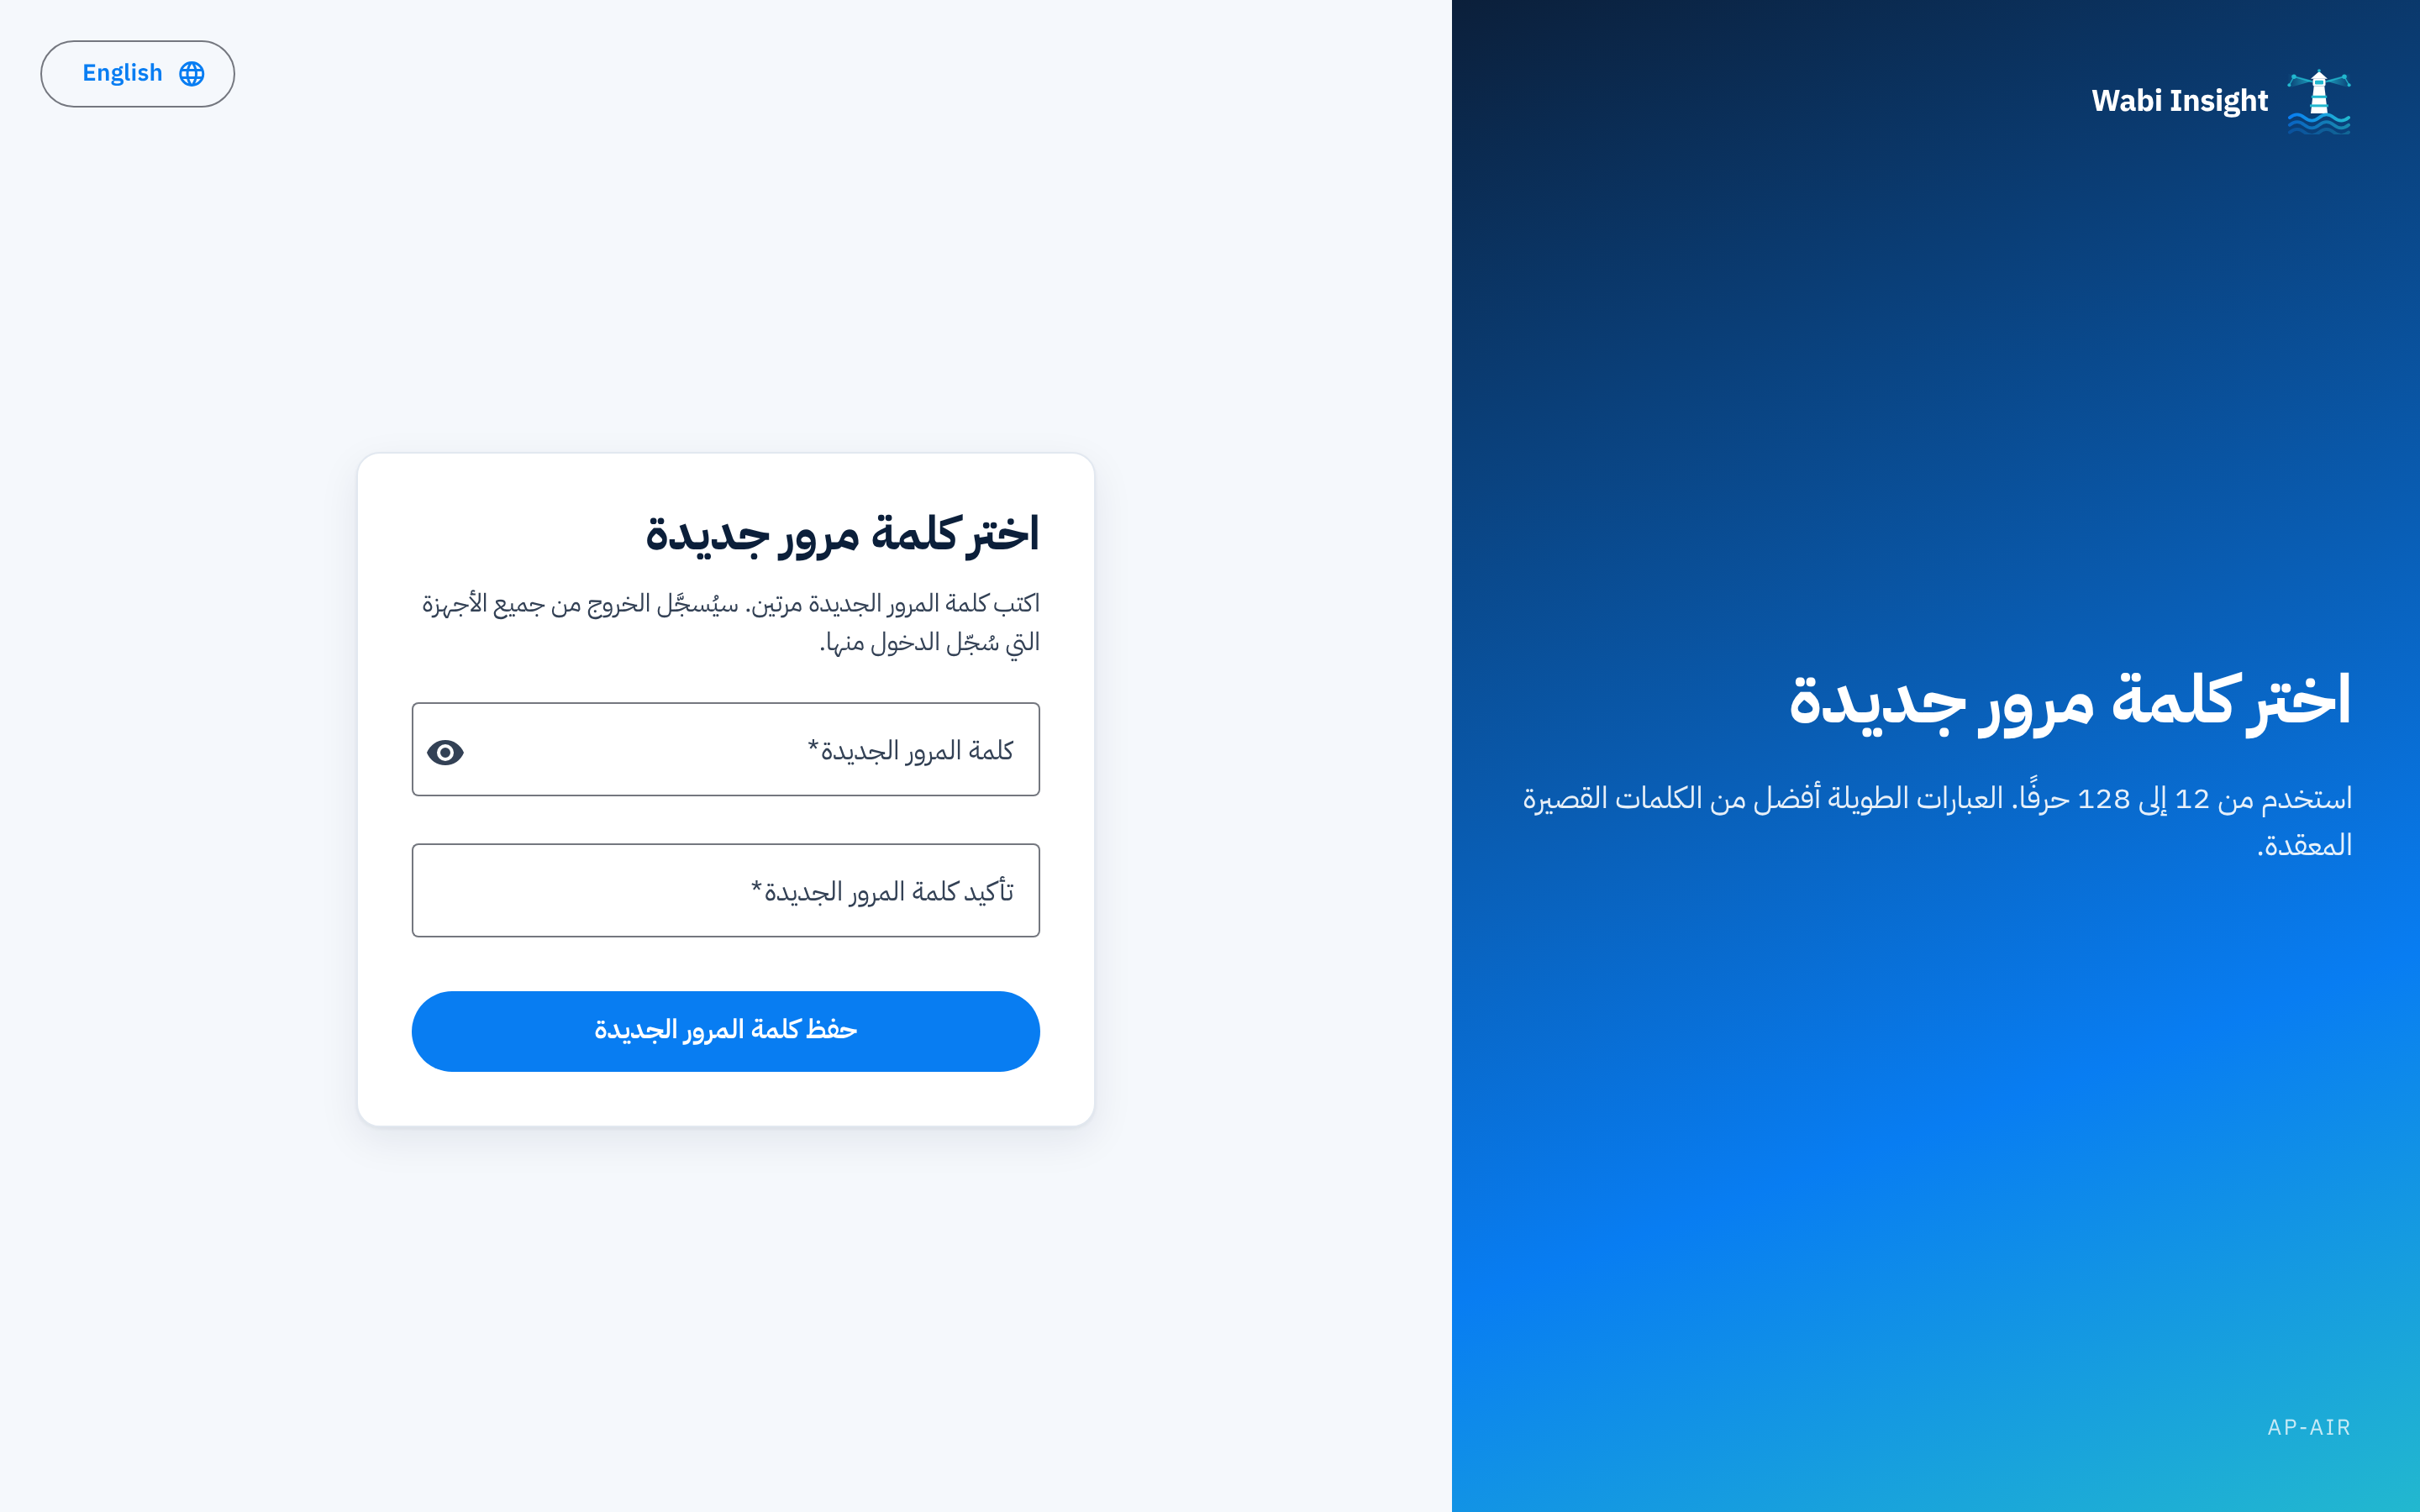 Wabi Insight
اختر كلمة مرور جديدة
استخدم من 12 إلى 128 حرفًا. العبارات الطويلة أفضل من الكلمات القصيرة
المعقدة.
AP-AIR
English
اختر كلمة مرور جديدة
اكتب كلمة المرور الجديدة مرتين. سيُسجَّل الخروج من جميع الأجهزة
التي سُجّل الدخول منها.
كلمة المرور الجديدة*
تأكيد كلمة المرور الجديدة*
حفظ كلمة المرور الجديدة